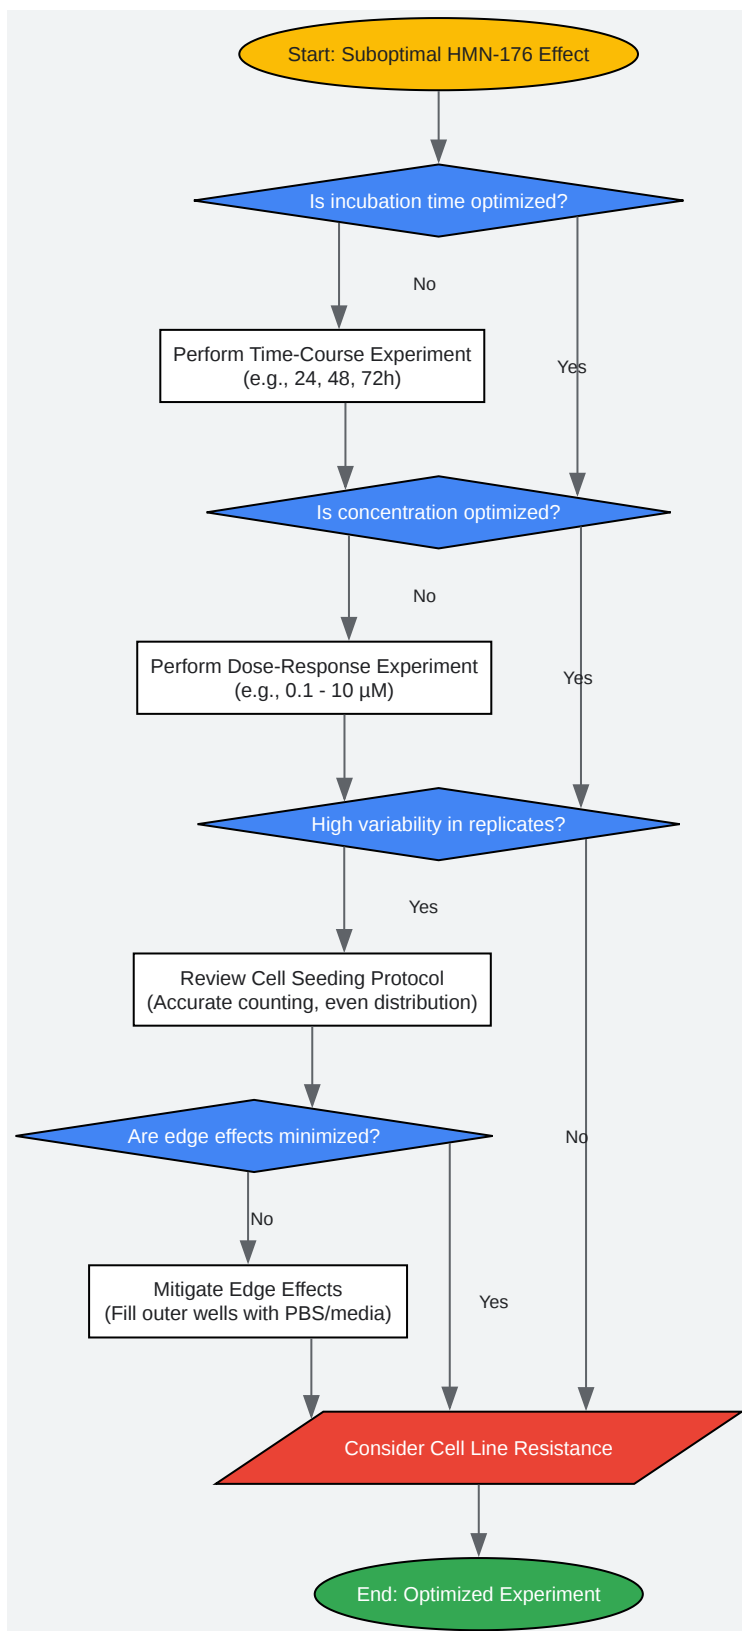 Start: Suboptimal HMN-176 Effect
Is incubation time optimized?
No
Perform Time-Course Experiment
(e.g., 24, 48, 72h)
Yes
Is concentration optimized?
No
Perform Dose-Response Experiment
(e.g., 0.1 - 10 µM)
Yes
High variability in replicates?
Yes
Review Cell Seeding Protocol
(Accurate counting, even distribution)
Are edge effects minimized?
No
No
Mitigate Edge Effects
(Fill outer wells with PBS/media)
Yes
Consider Cell Line Resistance
End: Optimized Experiment